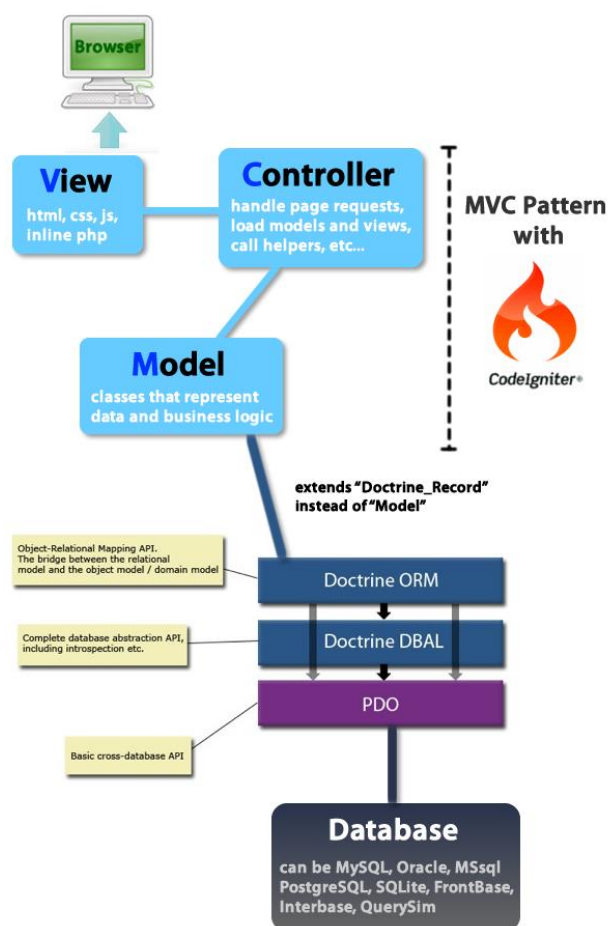 Browser
View
html, css, js,
inline php
Controller
handle page requests,
load models and views,
call helpers, etc...
MVC Pattern
with
CodeIgniter®
Model
classes that represent
data and business logic
extends "Doctrine_Record"
instead of "Model"
Object-Relational Mapping API.
The bridge between the relational
model and the object model / domain model
Doctrine ORM
Complete database abstraction API,
including introspection etc.
Doctrine DBAL
PDO
Basic cross-database API
Database
can be MySQL, Oracle, MSsql
PostgreSQL, SQLite, FrontBase,
Interbase, QuerySim